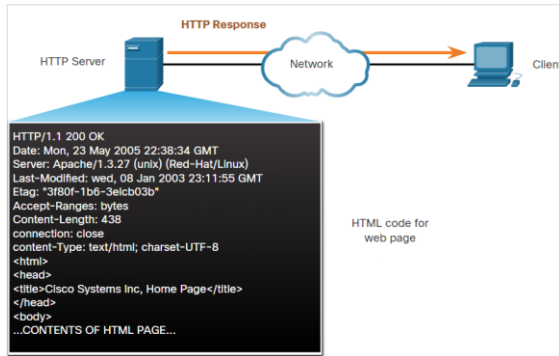 HTTP Response
HTTP Server
Network
Clien
HTTP/1.1 200 OK
Date: Mon, 23 May 2005 22:38:34 GMT
Server: Apache/1.3.27 (unix) (Red-Hat/Linux)
Last-Modified: wed, 08 Jan 2003 23:11:55 GMT
Etag: "3f80f-1b6-3elcb03b"
Accept-Ranges: bytes
Content-Length: 438
connection: close
content-Type: text/html; charset-UTF-8
<html>
<head>
<title>Cisco Systems Inc, Home Page</title>
</head>
<body>
...CONTENTS OF HTML PAGE...
HTML code for
web page